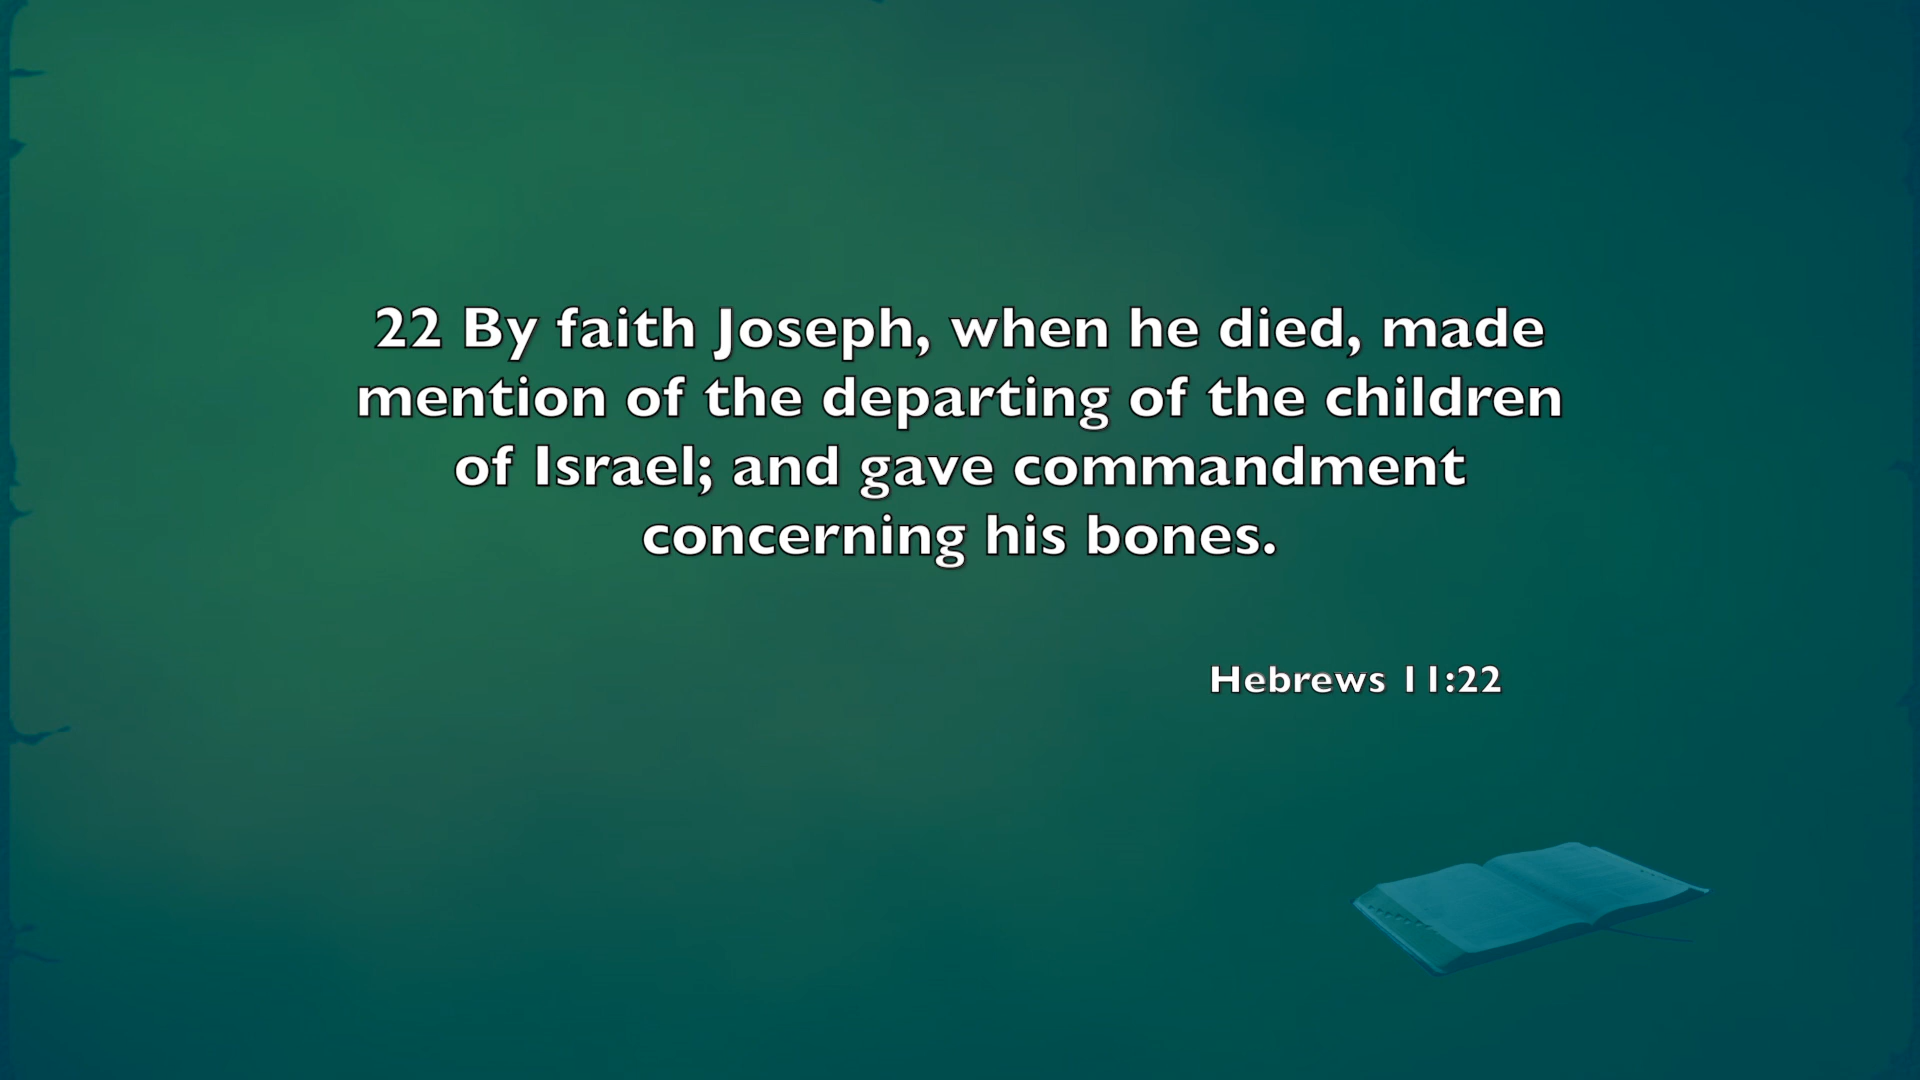 22 By faith Joseph, when he died, made
mention of the departing of the children
of Israel; and gave commandment
concerning his bones.
Hebrews 11:22